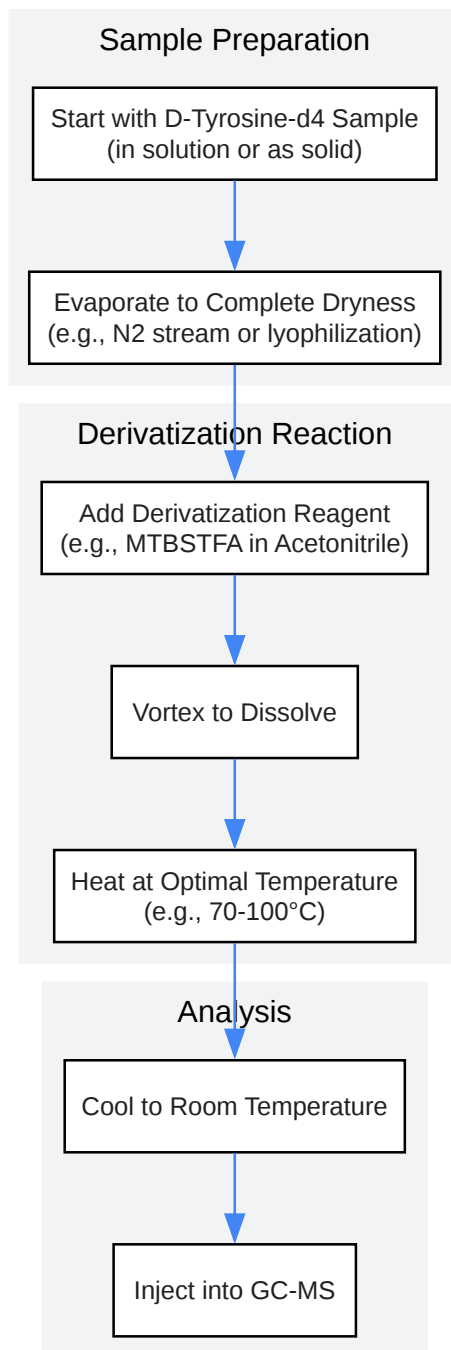 Sample Preparation
Start with D-Tyrosine-d4 Sample
(in solution or as solid)
Evaporate to Complete Dryness
(e.g., N2 stream or lyophilization)
Derivatization Reaction
Add Derivatization Reagent
(e.g., MTBSTFA in Acetonitrile)
Vortex to Dissolve
Heat at Optimal Temperature
(e.g., 70-100°C)
Analysis
Cool to Room Temperature
Inject into GC-MS